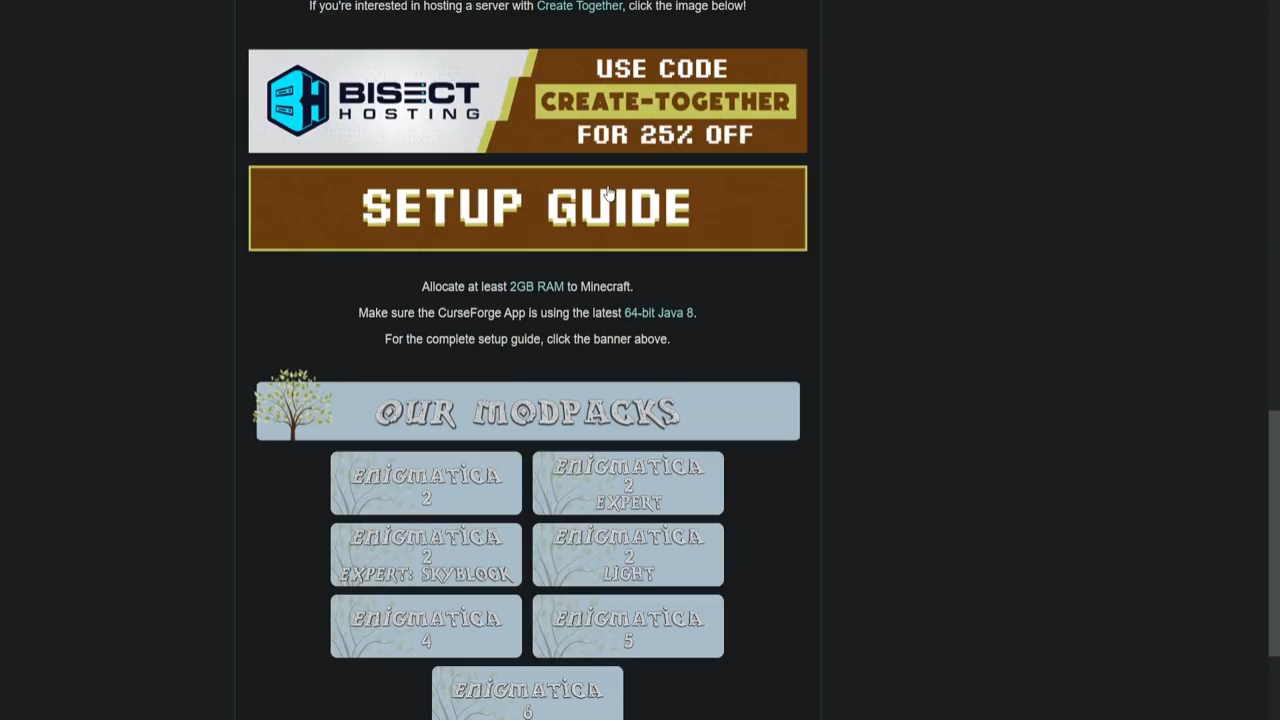 If you're interested in hosting a server with Create Together, click the image below!
BISECT
HOSTING
USE CODE
CREATE-TOGETHER
FOR 25% OFF
SETUP GUIDE
Allocate at least 2GB RAM to Minecraft.
Make sure the CurseForge App is using the latest 64-bit Java 8.
For the complete setup guide, click the banner above.
OUR MODPACKS
ENIGMATICA
2
ENIGMATICA
2
EXPERT
ENIGMATICA
2
EXPERT: SKYBLOCK
ENIGMATICA
2
LIGHT
ENIGMATICA
4
ENIGMATICA
5
ENIGMATICA
6